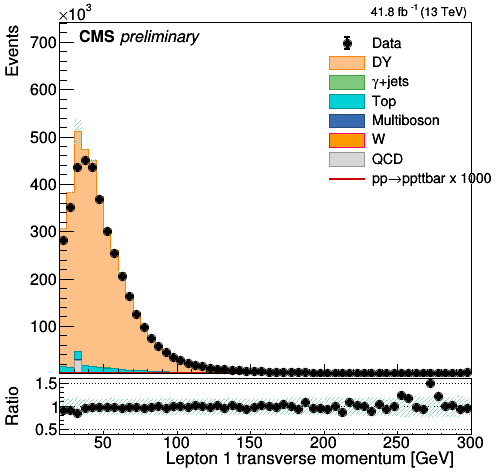 ×10³
41.8 fb⁻¹ (13 TeV)
CMS preliminary
Events
700
600
500
400
300
200
100
Data
DY
γ+jets
Top
Multiboson
W
QCD
pp→ppttbar x 1000
Ratio
1.5
1
0.5
50 100 150 200 250 300
Lepton 1 transverse momentum [GeV]